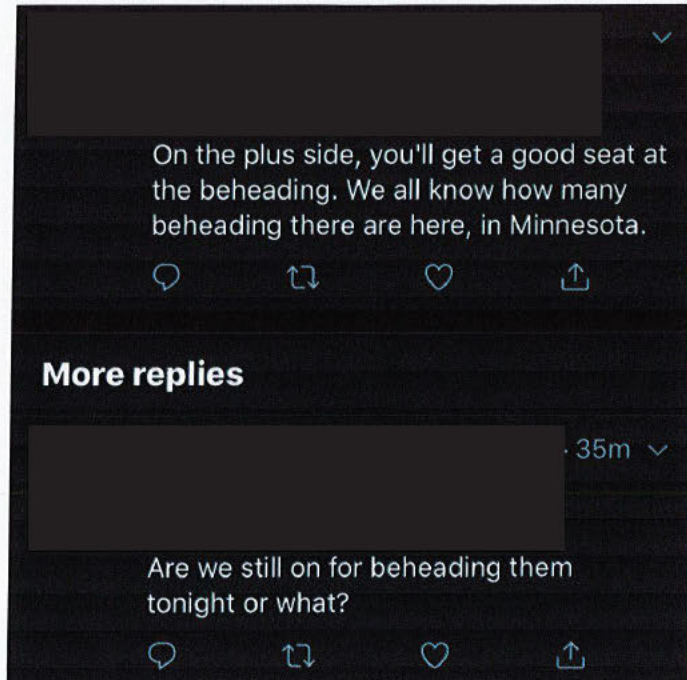 On the plus side, you'll get a good seat at
the beheading. We all know how many
beheading there are here, in Minnesota.
More replies
· 35m
Are we still on for beheading them
tonight or what?